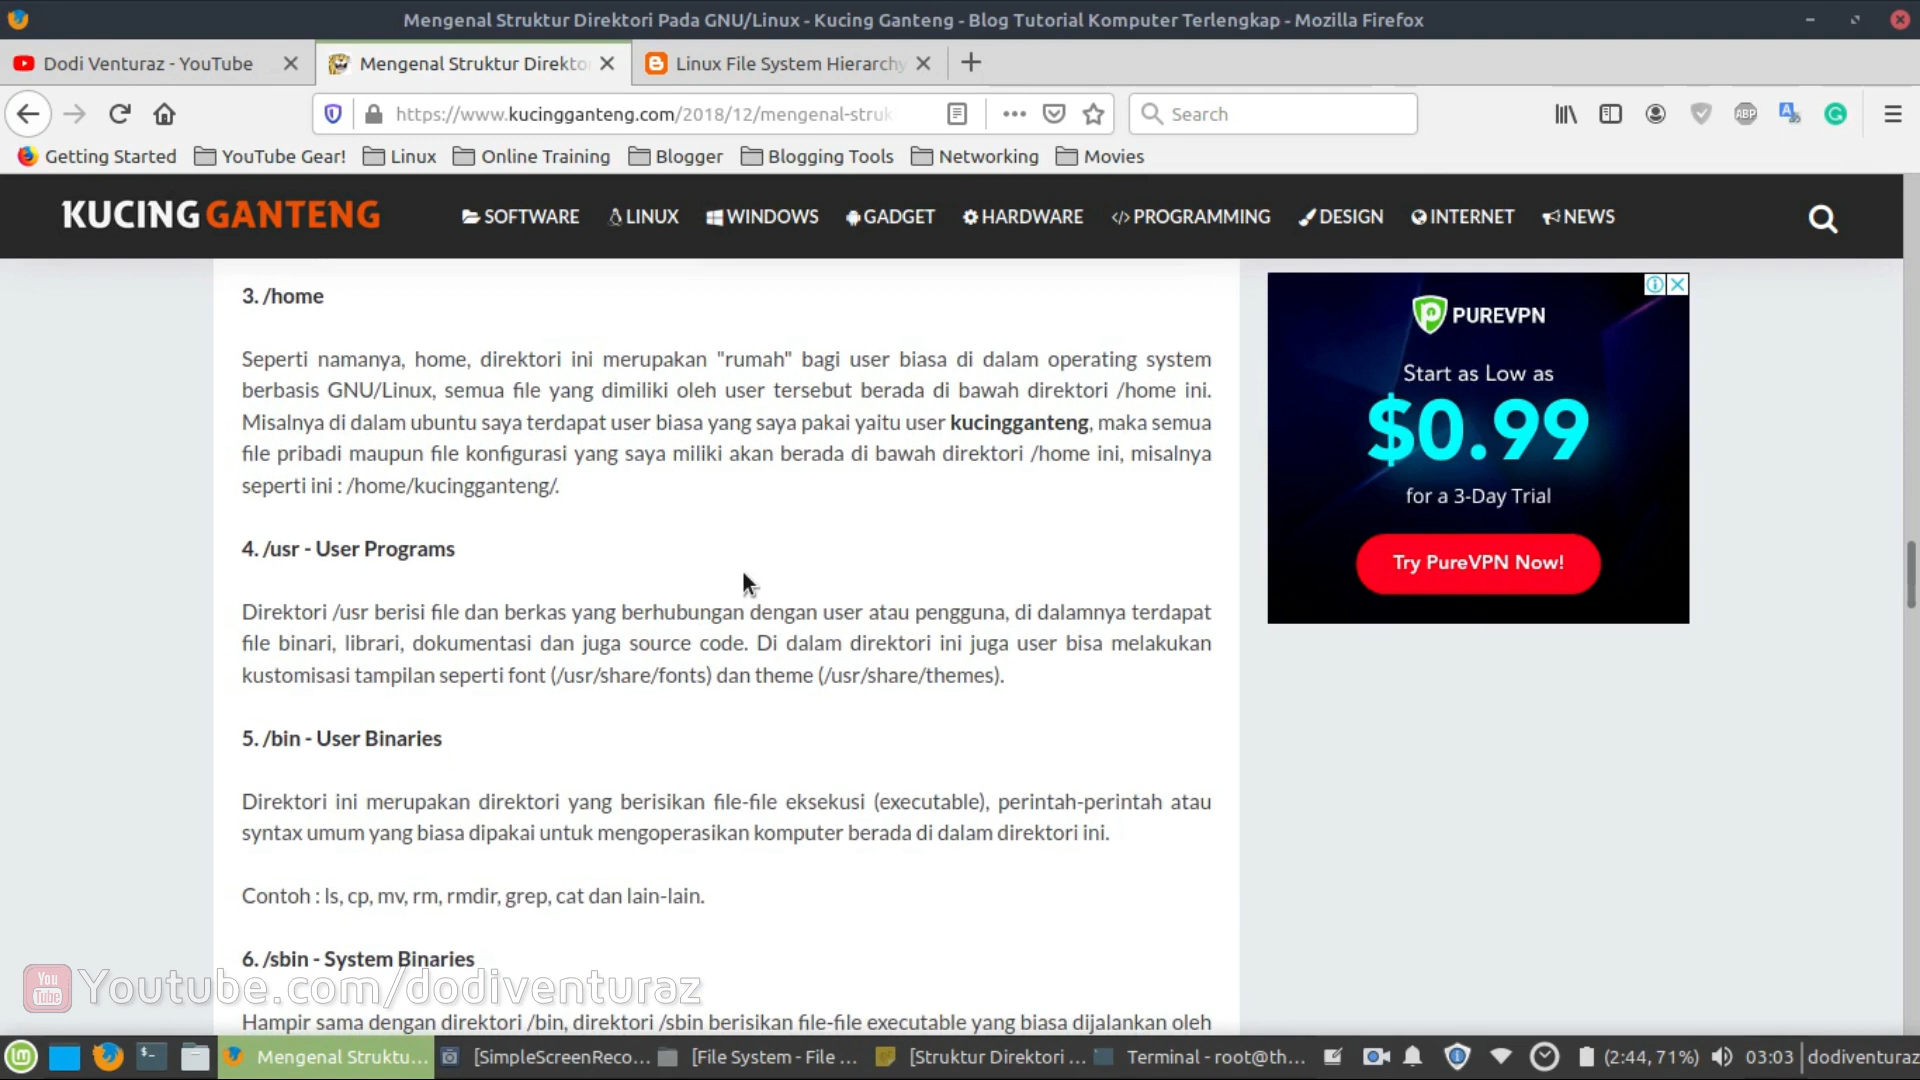 Mengenal Struktur Direktori Pada GNU/Linux - Kucing Ganteng - Blog Tutorial Komputer Terlengkap - Mozilla Firefox
Dodi Venturaz - YouTube
Mengenal Struktur Direkto
Linux File System Hierarchy
https://www.kucingganteng.com/2018/12/mengenal-struk
Search
ABP
Getting Started
YouTube Gear!
Linux
Online Training
Blogger
Blogging Tools
Networking
Movies
KUCING GANTENG
SOFTWARE
LINUX
WINDOWS
GADGET
HARDWARE
PROGRAMMING
DESIGN
INTERNET
NEWS
3. /home
Seperti namanya, home, direktori ini merupakan "rumah" bagi user biasa di dalam operating system
berbasis GNU/Linux, semua file yang dimiliki oleh user tersebut berada di bawah direktori /home ini.
Misalnya di dalam ubuntu saya terdapat user biasa yang saya pakai yaitu user kucingganteng, maka semua
file pribadi maupun file konfigurasi yang saya miliki akan berada di bawah direktori /home ini, misalnya
seperti ini : /home/kucingganteng/.
4. /usr - User Programs
Direktori /usr berisi file dan berkas yang berhubungan dengan user atau pengguna, di dalamnya terdapat
file binari, librari, dokumentasi dan juga source code. Di dalam direktori ini juga user bisa melakukan
kustomisasi tampilan seperti font (/usr/share/fonts) dan theme (/usr/share/themes).
5. /bin - User Binaries
Direktori ini merupakan direktori yang berisikan file-file eksekusi (executable), perintah-perintah atau
syntax umum yang biasa dipakai untuk mengoperasikan komputer berada di dalam direktori ini.
Contoh : ls, cp, mv, rm, rmdir, grep, cat dan lain-lain.
6. /sbin - System Binaries
Hampir sama dengan direktori /bin, direktori /sbin berisikan file-file executable yang biasa dijalankan oleh
PUREVPN
Start as Low as
$0.99
for a 3-Day Trial
Try PureVPN Now!
You
Tube
Youtube.com/dodiventuraz
Mengenal Struktu...
[SimpleScreenReco...
[File System - File ...
[Struktur Direktori ...
Terminal - root@th...
(2:44, 71%)
03:03
dodiventuraz